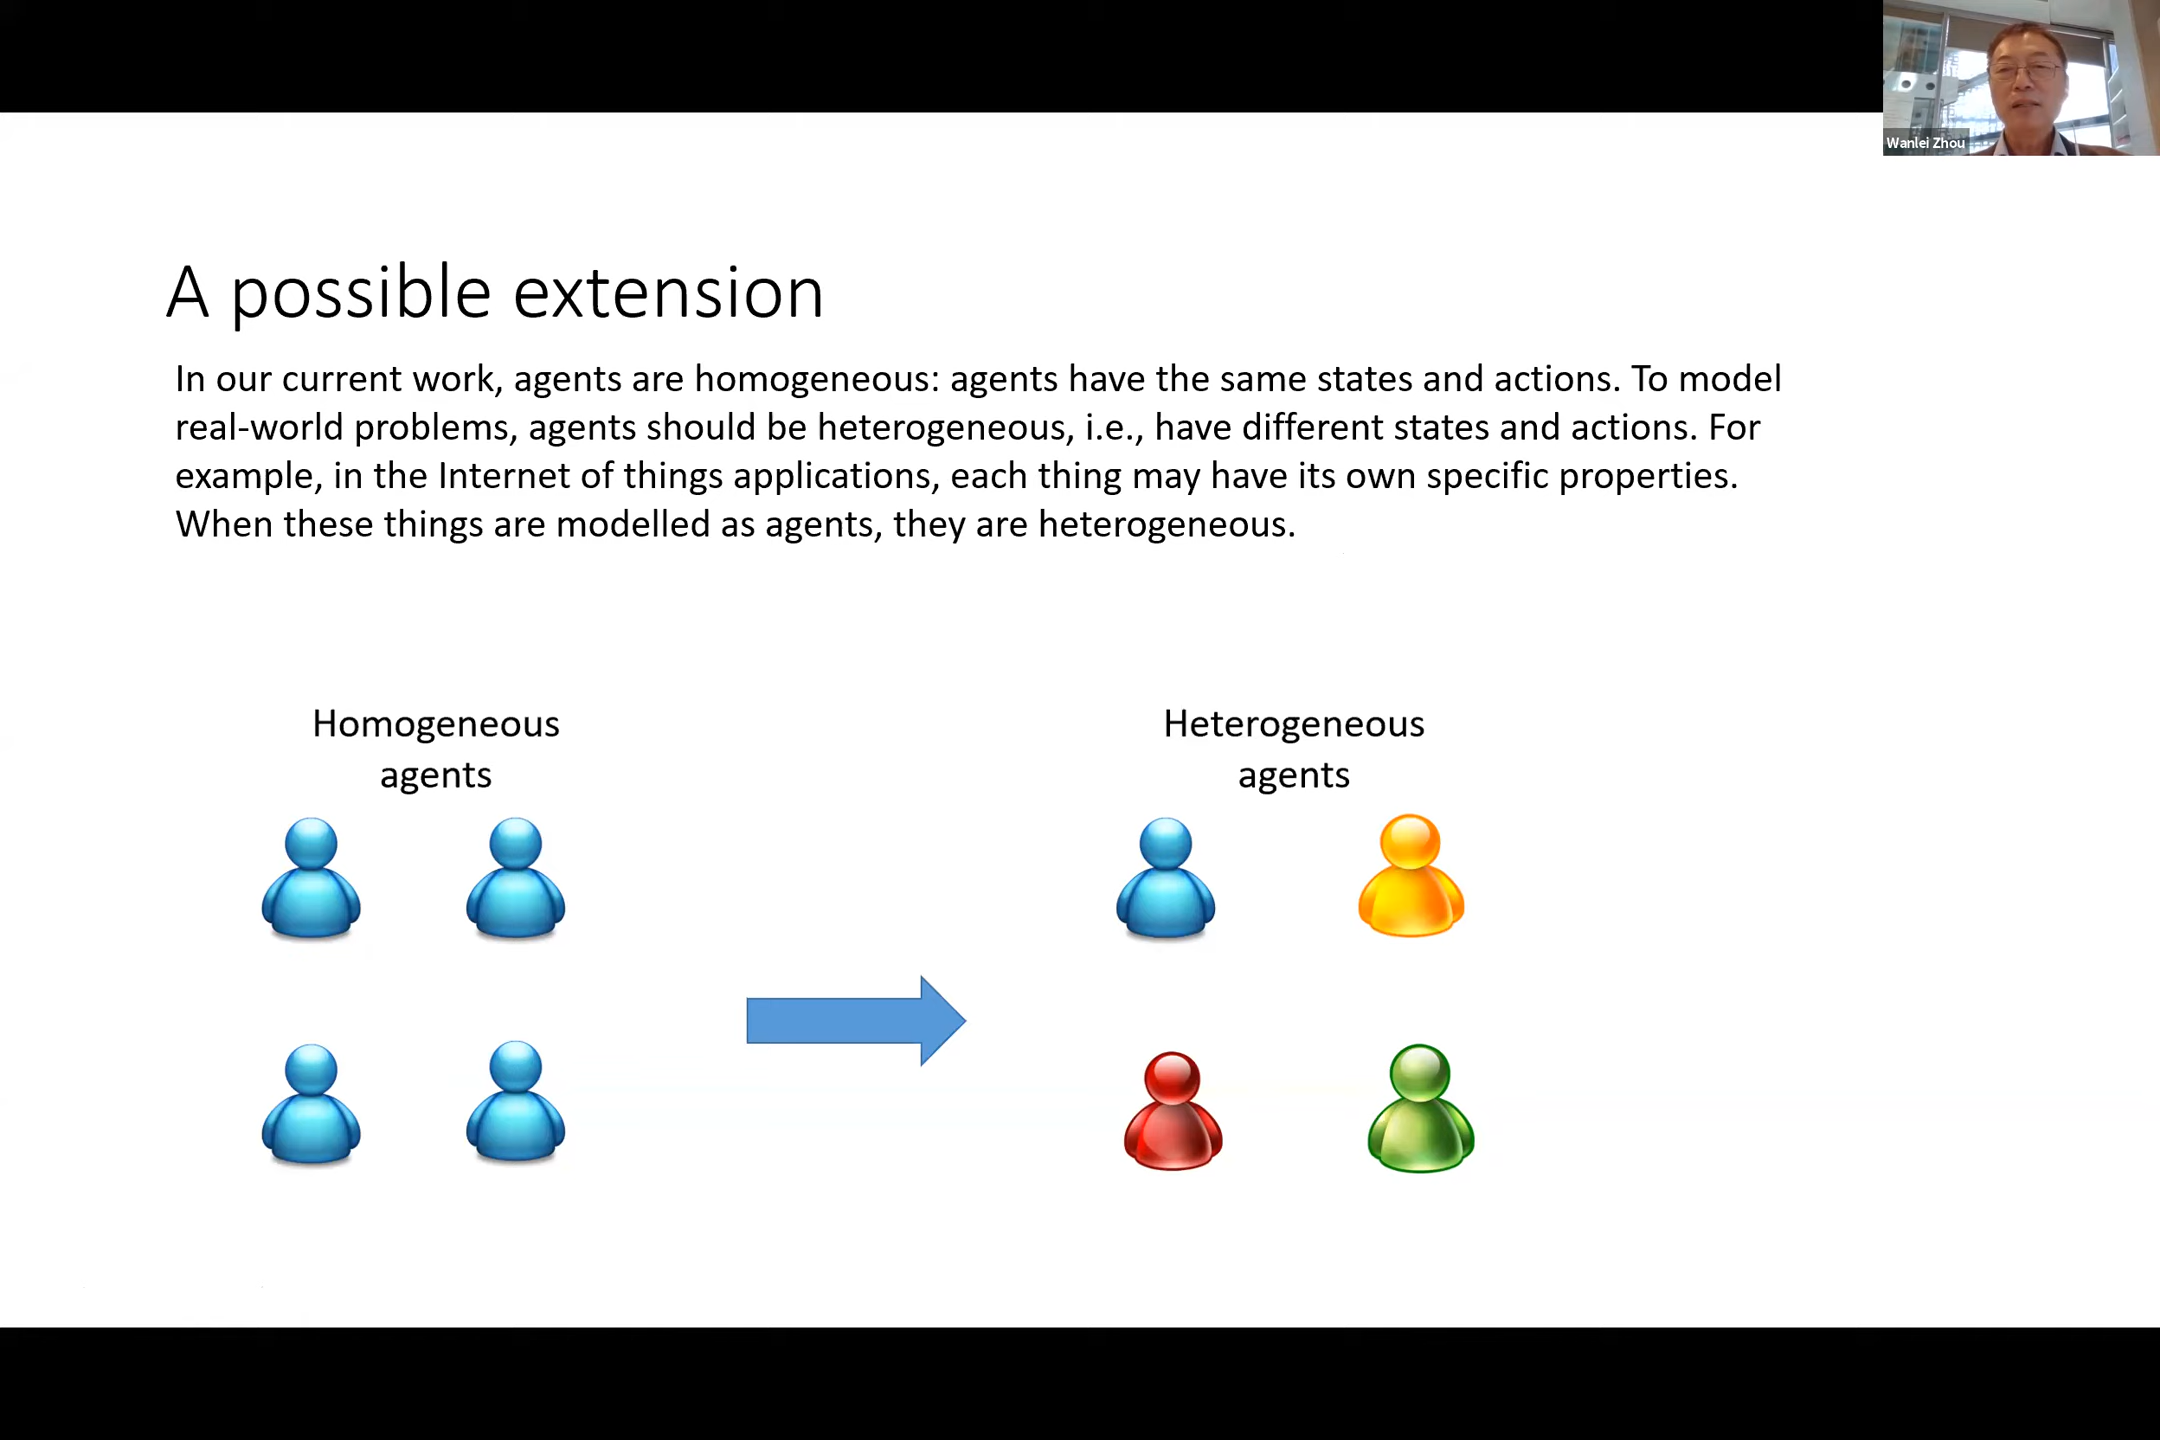 Wanlei Zhou
A possible extension
In our current work, agents are homogeneous: agents have the same states and actions. To model
real-world problems, agents should be heterogeneous, i.e., have different states and actions. For
example, in the Internet of things applications, each thing may have its own specific properties.
When these things are modelled as agents, they are heterogeneous.
Homogeneous
agents
Heterogeneous
agents